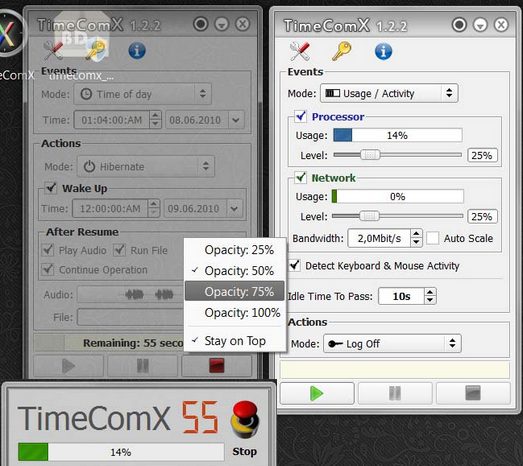 TimeComX 1.2.2
BD
eComX
timecomx_...
Events
Mode: Time of day
Time: 01:04:00:AM 08.06.2010
Actions
Mode: Hibernate
Wake Up
Time: 12:00:00:AM 09.06.2010
After Resume
Play Audio Run File
Continue Operation
Audio:
File:
Remaining: 55 seco
Opacity: 25%
Opacity: 50%
Opacity: 75%
Opacity: 100%
Stay on Top
TimeComX 55
14% Stop
TimeComX 1.2.2
Events
Mode: Usage / Activity
Processor
Usage: 14%
Level: 25%
Network
Usage: 0%
Level: 25%
Bandwidth: 2,0Mbit/s Auto Scale
Detect Keyboard & Mouse Activity
Idle Time To Pass: 10s
Actions
Mode: Log Off